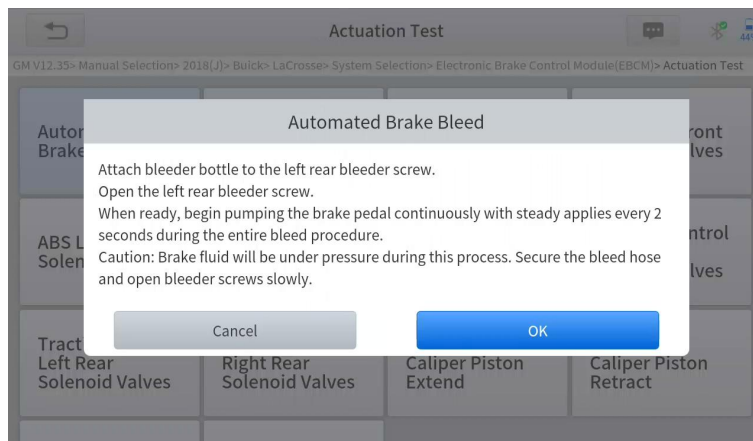 Actuation Test
44
GM V12.35> Manual Selection> 2018(J)> Buick> LaCrosse> System Selection> Electronic Brake Control Module(EBCM)> Actuation Test
Automated Brake Bleed
Attach bleeder bottle to the left rear bleeder screw.
Open the left rear bleeder screw.
When ready, begin pumping the brake pedal continuously with steady applies every 2
seconds during the entire bleed procedure.
Caution: Brake fluid will be under pressure during this process. Secure the bleed hose
and open bleeder screws slowly.
Cancel
OK
Autor
Brake
ront
lves
ABS L
Solen
ntrol
lves
Tract
Left Rear
Solenoid Valves
Right Rear
Solenoid Valves
Caliper Piston
Extend
Caliper Piston
Retract